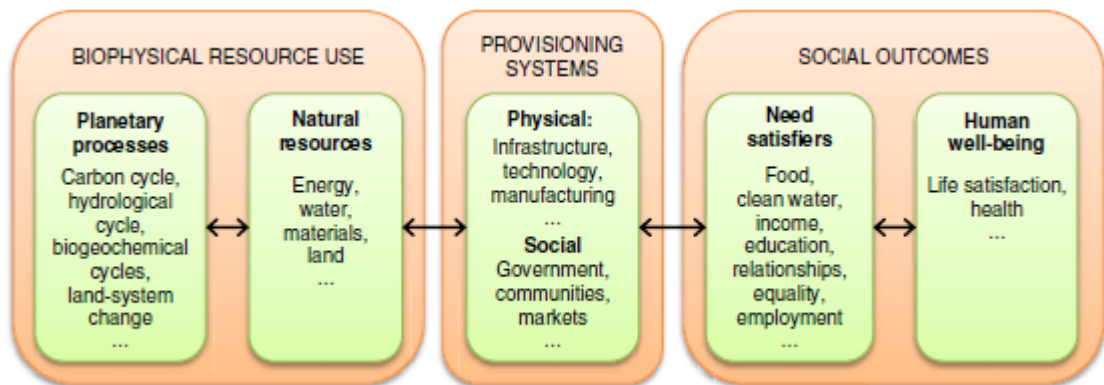 BIOPHYSICAL RESOURCE USE
Planetary
processes
Carbon cycle,
hydrological
cycle,
biogeochemical
cycles,
land-system
change
...
Natural
resources
Energy,
water,
materials,
land
...
PROVISIONING
SYSTEMS
Physical:
Infrastructure,
technology,
manufacturing
...
Social
Government,
communities,
markets
...
SOCIAL OUTCOMES
Need
satisfiers
Food,
clean water,
income,
education,
relationships,
equality,
employment
...
Human
well-being
Life satisfaction,
health
...